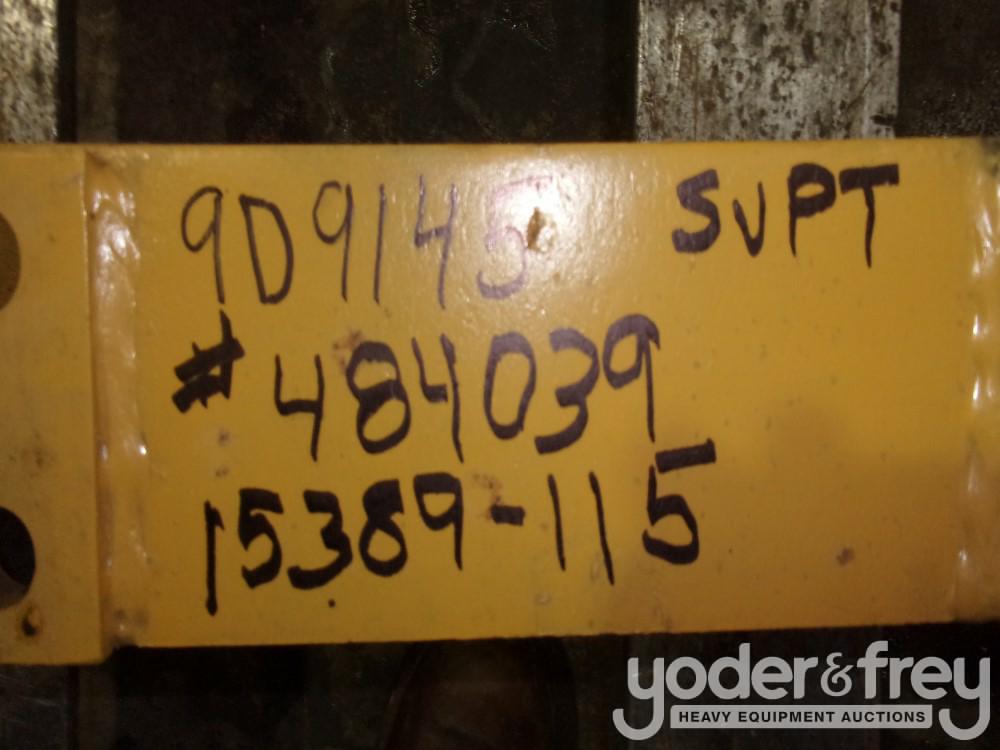 9D9145 SUPT
#484039
15389-115
yoder&frey
HEAVY EQUIPMENT AUCTIONS